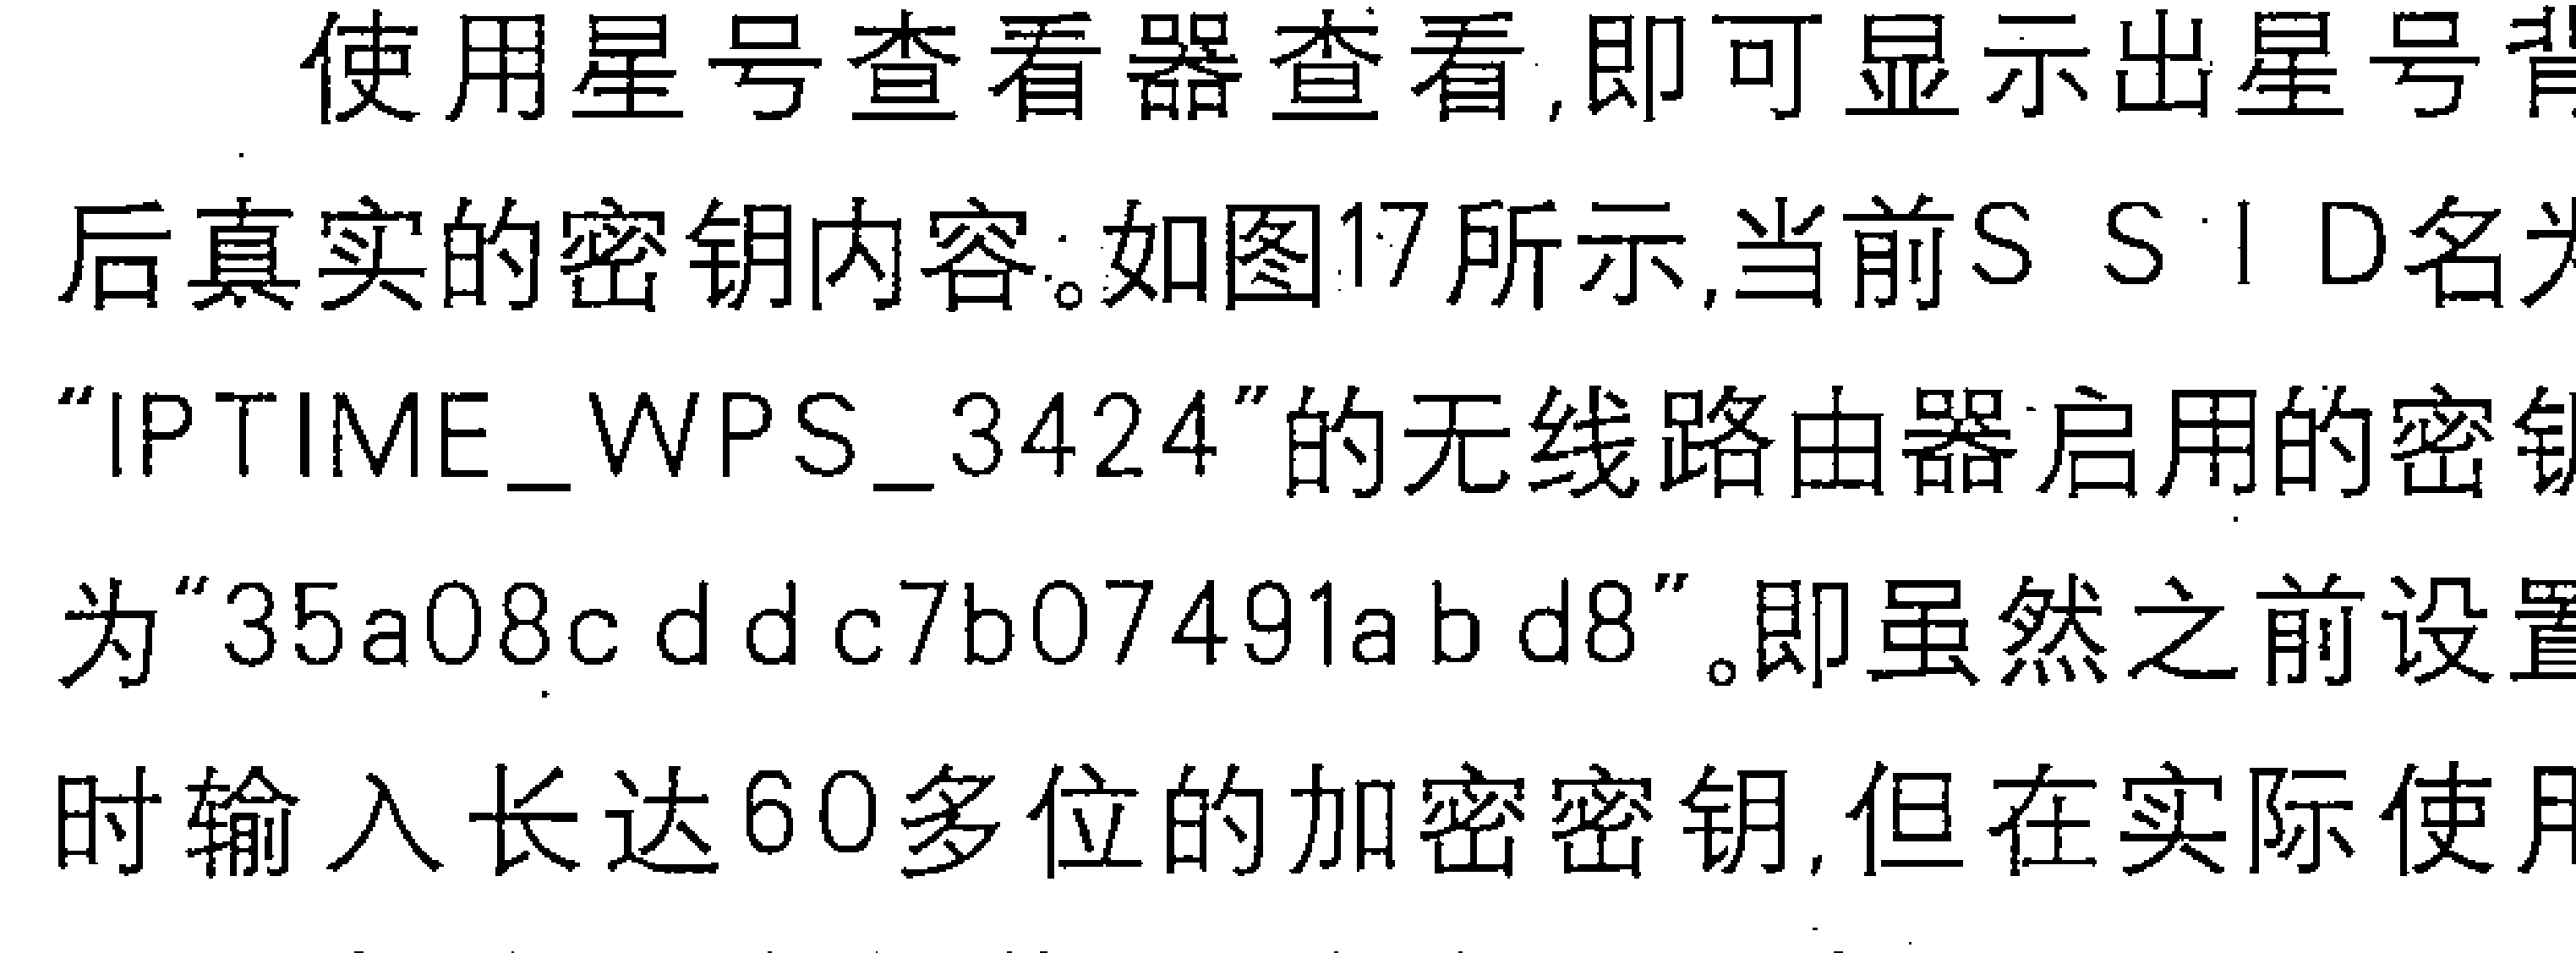 使用星号查看器查看,即可显示出星号背
后真实的密钥内容。如图17所示,当前SSID名为
“IPTIME_WPS_3424”的无线路由器启用的密钥
为“35a08cddc7b07491abd8”。即虽然之前设置
时输入长达60多位的加密密钥,但在实际使用